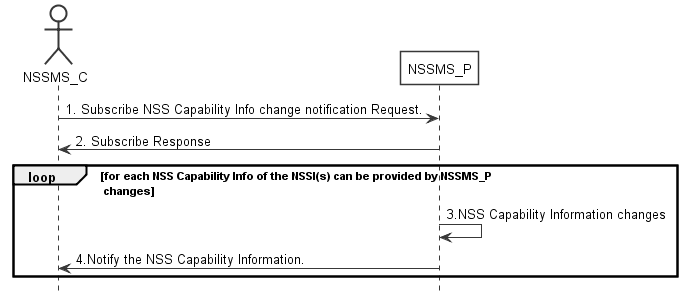 NSSMS_C
NSSMS_P
1. Subscribe NSS Capability Info change notification Request.
2. Subscribe Response
loop
[for each NSS Capability Info of the NSSI(s) can be provided by NSSMS_P
changes]
3.NSS Capability Information changes
4.Notify the NSS Capability Information.